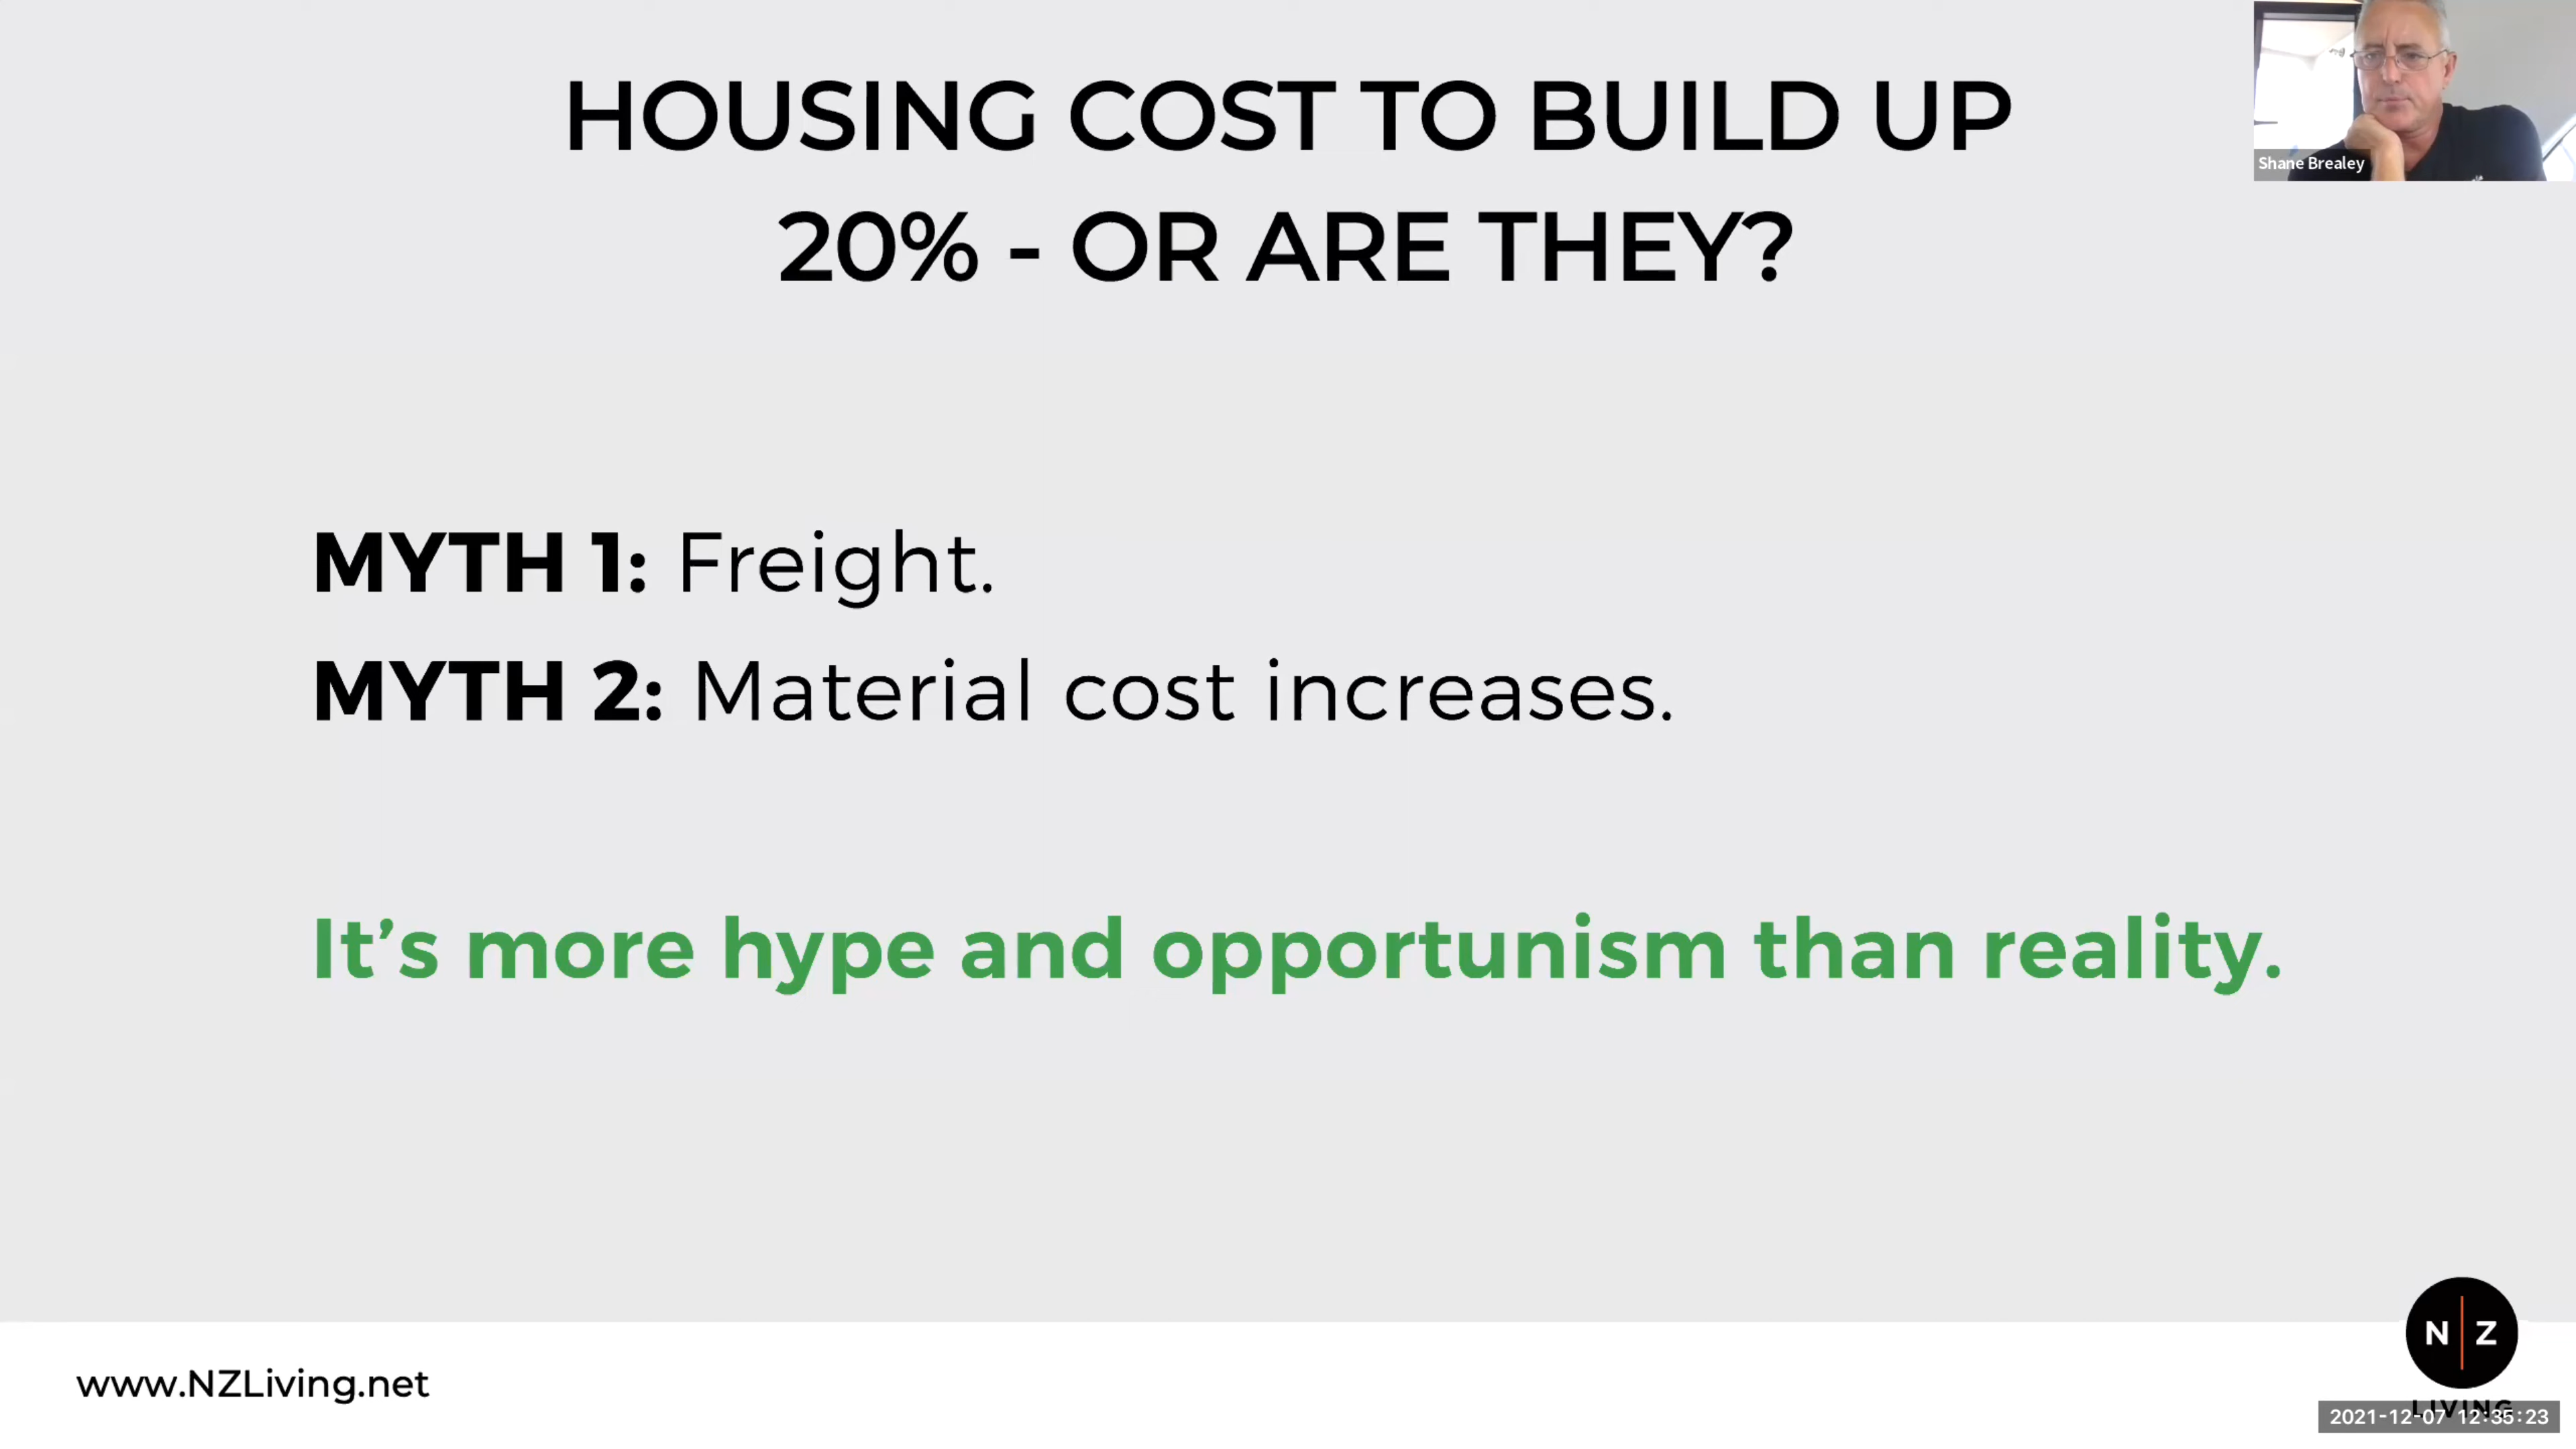 HOUSING COST TO BUILD UP
20% - OR ARE THEY?
Shane Brealey
MYTH 1: Freight.
MYTH 2: Material cost increases.
It’s more hype and opportunism than reality.
www.NZLiving.net
N Z
LIVING
2021-12-07 12:35:23